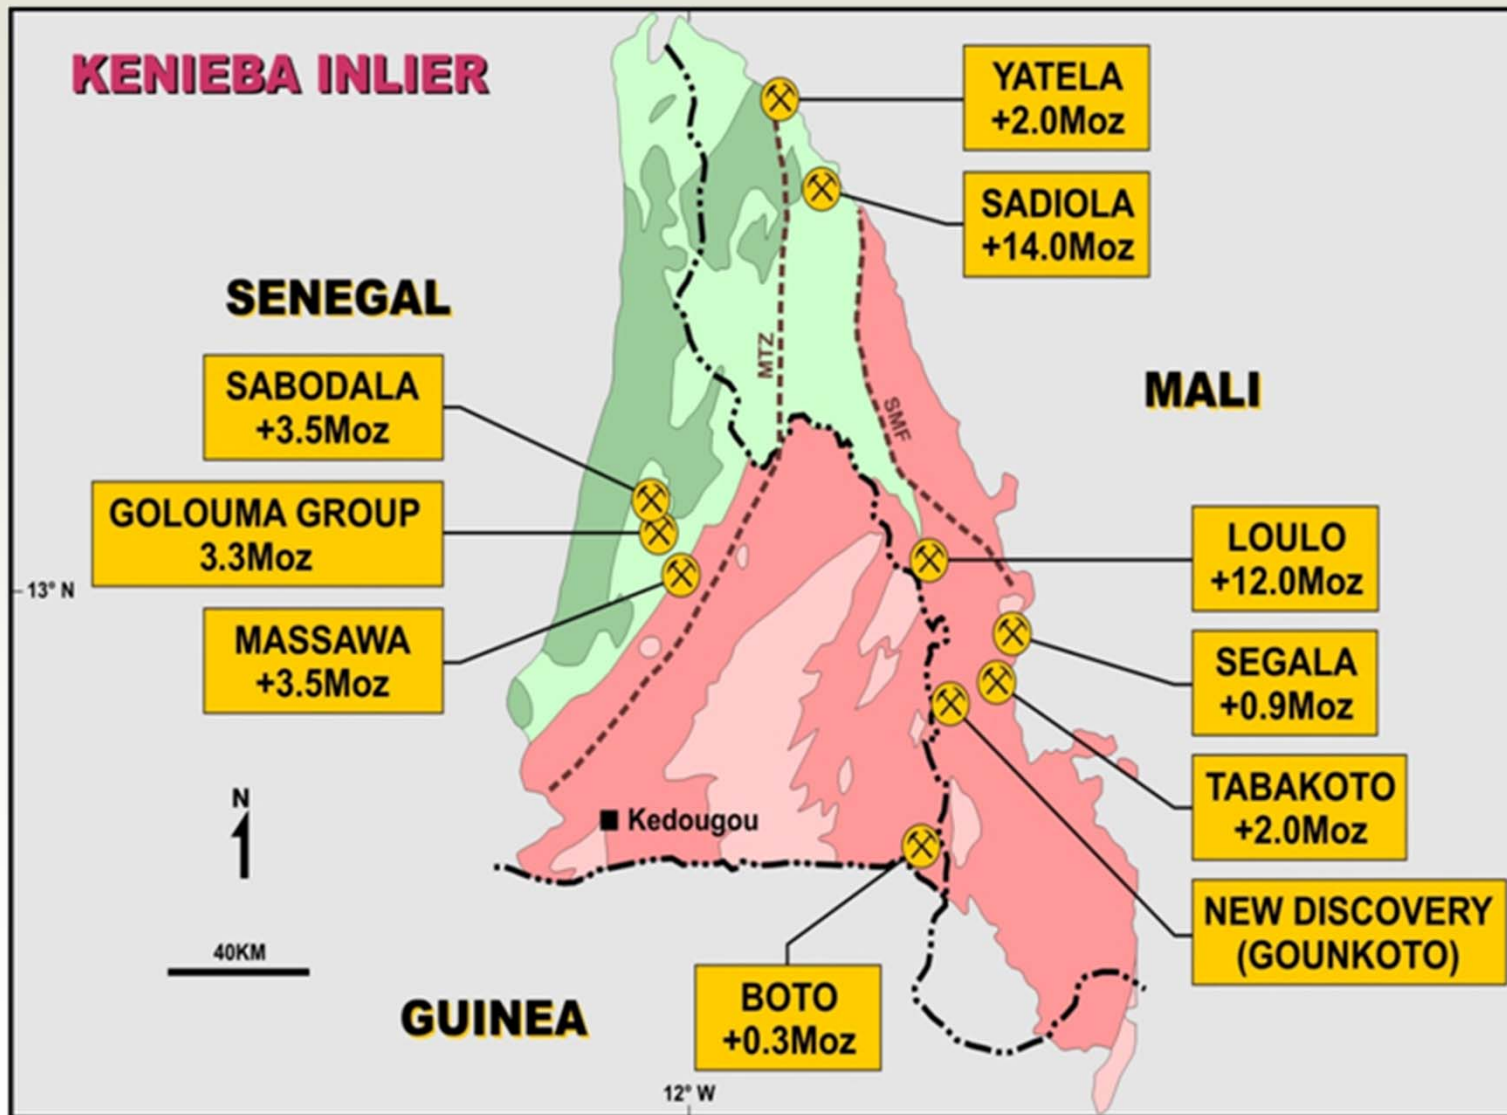 KENIEBA INLIER
YATELA
+2.0Moz
SADIOLA
+14.0Moz
SENEGAL
MALI
MTZ
SMF
SABODALA
+3.5Moz
GOLOUMA GROUP
3.3Moz
MASSAWA
+3.5Moz
13° N
LOULO
+12.0Moz
SEGALA
+0.9Moz
TABAKOTO
+2.0Moz
NEW DISCOVERY
(GOUNKOTO)
N
Kedougou
40KM
BOTO
+0.3Moz
GUINEA
12° W